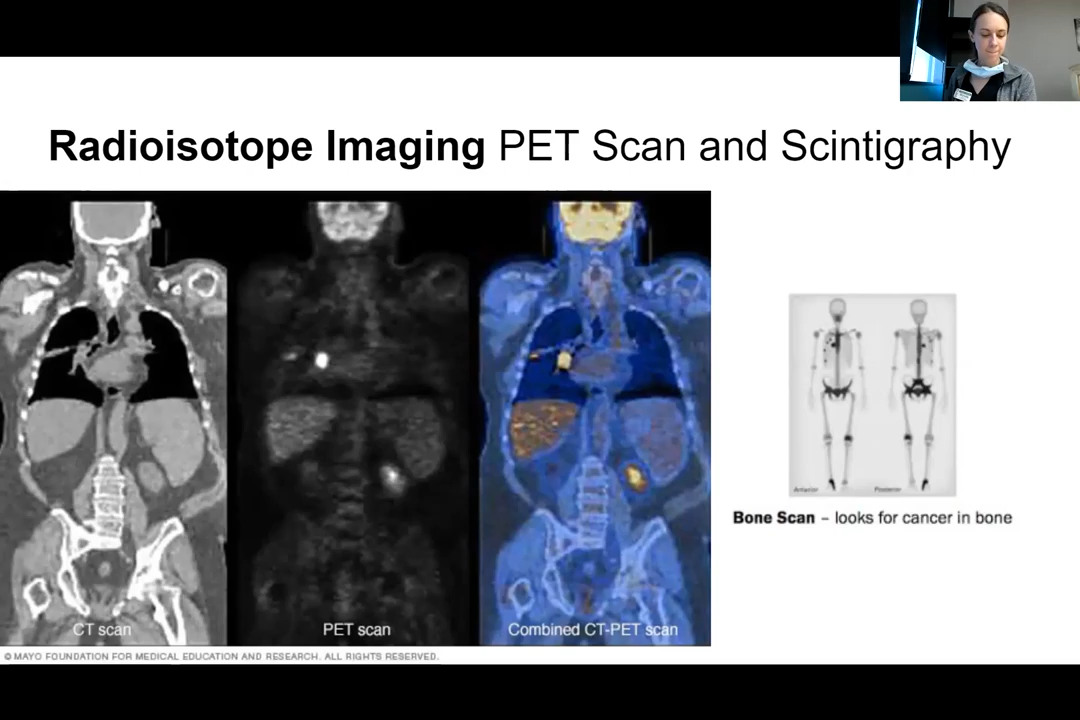 Radioisotope Imaging PET Scan and Scintigraphy
CT scan
PET scan
Combined CT-PET scan
Anterior
Posterior
Bone Scan – looks for cancer in bone
© MAYO FOUNDATION FOR MEDICAL EDUCATION AND RESEARCH. ALL RIGHTS RESERVED.